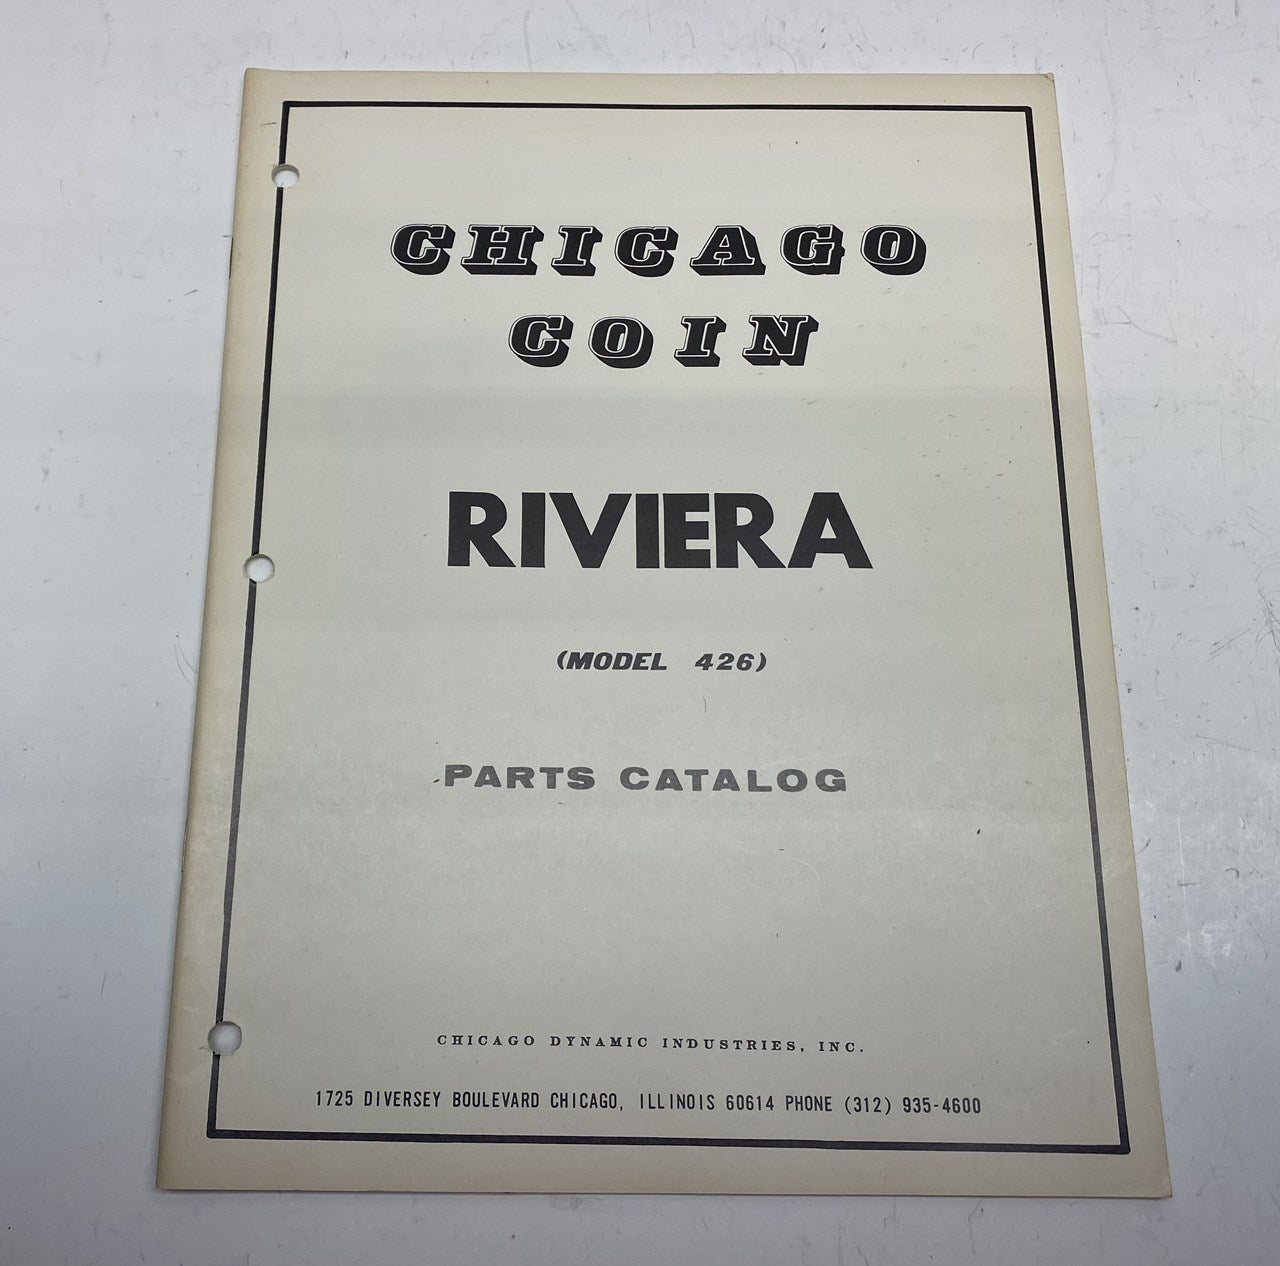 CHICAGO
COIN
RIVIERA
(MODEL 426)
PARTS CATALOG
CHICAGO DYNAMIC INDUSTRIES, INC.
1725 DIVERSEY BOULEVARD CHICAGO, ILLINOIS 60614 PHONE (312) 935-4600